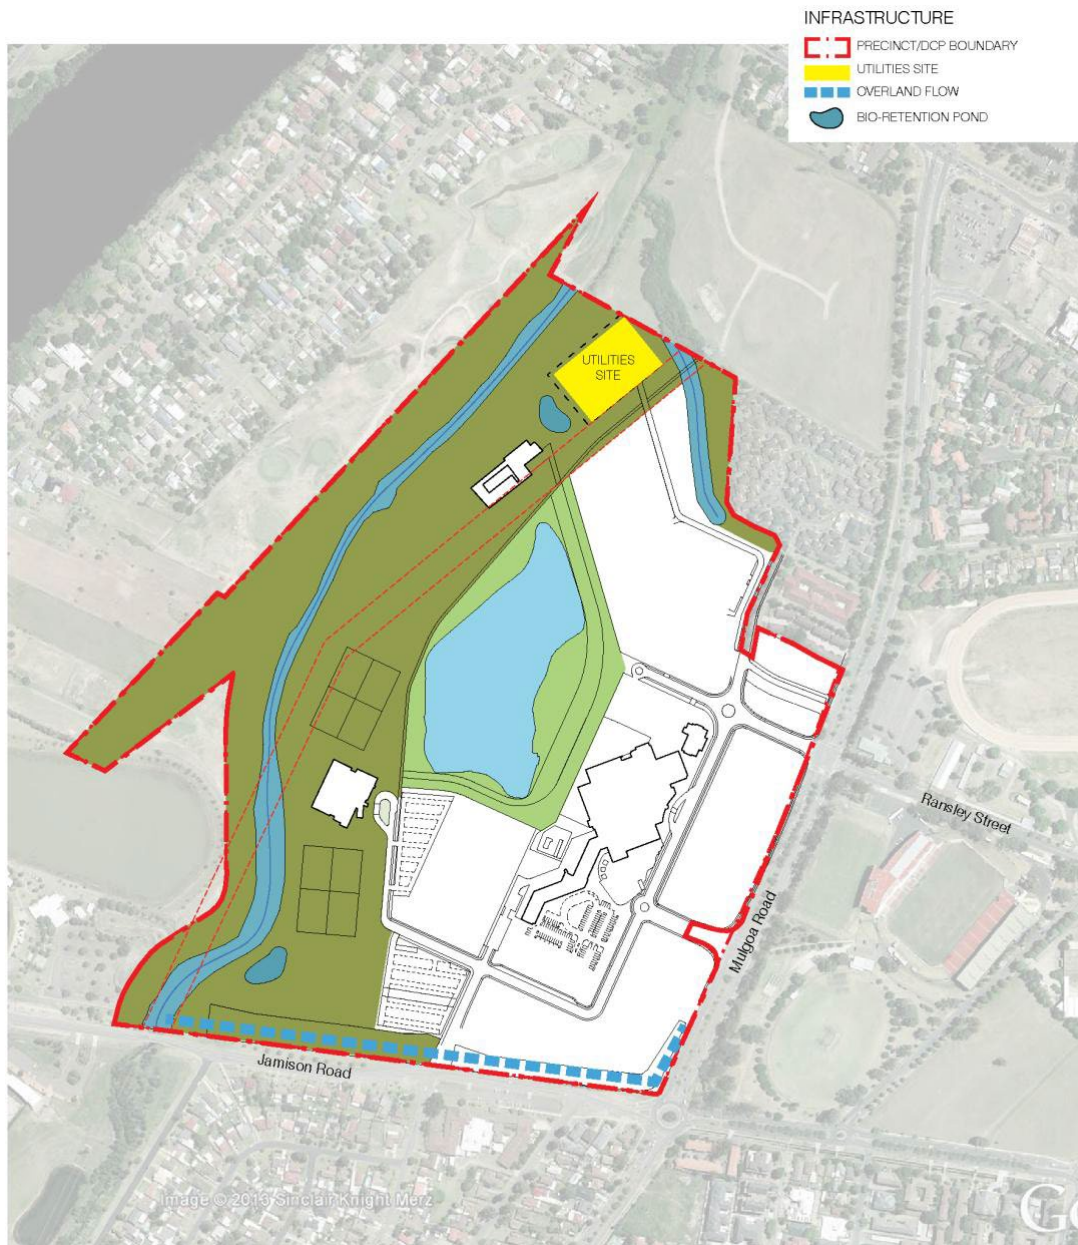 INFRASTRUCTURE
PRECINCT/DCP BOUNDARY
UTILITIES SITE
OVERLAND FLOW
BIO-RETENTION POND
UTILITIES
SITE
Ransley Street
Mulgoa Road
Jamison Road
Image © 2013 Sinclair Knight Merz
Go